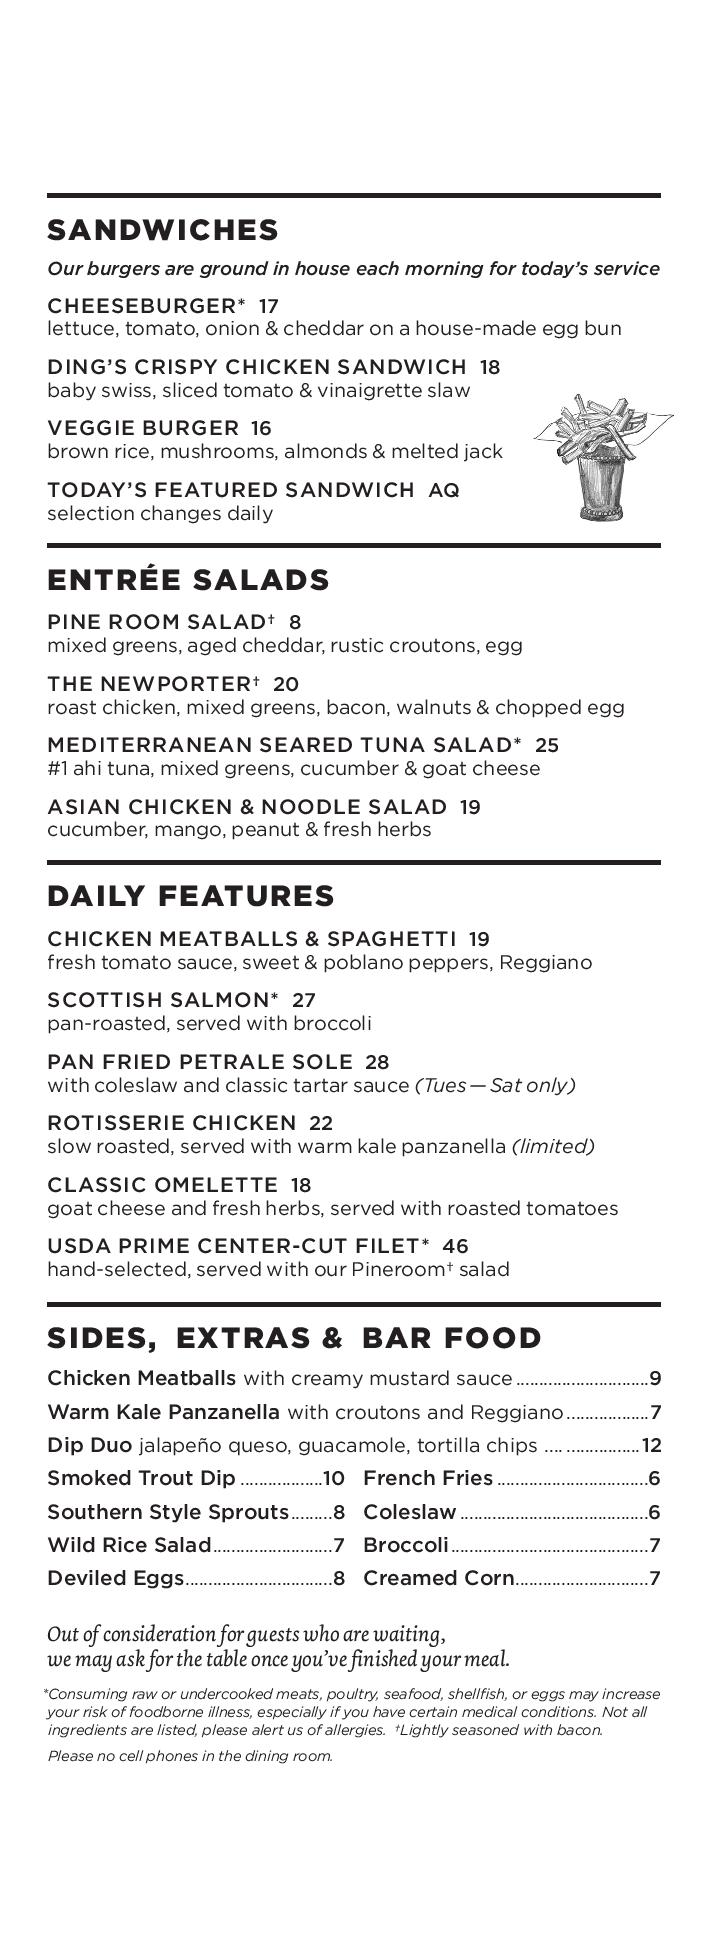 SANDWICHES
Our burgers are ground in house each morning for today's service
CHEESEBURGER* 17
lettuce, tomato, onion & cheddar on a house-made egg bun
DING'S CRISPY CHICKEN SANDWICH 18
baby swiss, sliced tomato & vinaigrette slaw
VEGGIE BURGER 16
brown rice, mushrooms, almonds & melted jack
TODAY'S FEATURED SANDWICH AQ
selection changes daily
ENTRÉE SALADS
PINE ROOM SALAD† 8
mixed greens, aged cheddar, rustic croutons, egg
THE NEWPORTER† 20
roast chicken, mixed greens, bacon, walnuts & chopped egg
MEDITERRANEAN SEARED TUNA SALAD* 25
#1 ahi tuna, mixed greens, cucumber & goat cheese
ASIAN CHICKEN & NOODLE SALAD 19
cucumber, mango, peanut & fresh herbs
DAILY FEATURES
CHICKEN MEATBALLS & SPAGHETTI 19
fresh tomato sauce, sweet & poblano peppers, Reggiano
SCOTTISH SALMON* 27
pan-roasted, served with broccoli
PAN FRIED PETRALE SOLE 28
with coleslaw and classic tartar sauce (Tues — Sat only)
ROTISSERIE CHICKEN 22
slow roasted, served with warm kale panzanella (limited)
CLASSIC OMELETTE 18
goat cheese and fresh herbs, served with roasted tomatoes
USDA PRIME CENTER-CUT FILET* 46
hand-selected, served with our Pineroom† salad
SIDES, EXTRAS & BAR FOOD
Chicken Meatballs with creamy mustard sauce .............................9
Warm Kale Panzanella with croutons and Reggiano..................7
Dip Duo jalapeño queso, guacamole, tortilla chips .... ................12
Smoked Trout Dip ..................10 French Fries .................................6
Southern Style Sprouts.........8 Coleslaw .........................................6
Wild Rice Salad..........................7 Broccoli...........................................7
Deviled Eggs................................8 Creamed Corn.............................7
Out of consideration for guests who are waiting,
we may ask for the table once you've finished your meal.
*Consuming raw or undercooked meats, poultry, seafood, shellfish, or eggs may increase
your risk of foodborne illness, especially if you have certain medical conditions. Not all
ingredients are listed, please alert us of allergies. †Lightly seasoned with bacon.
Please no cell phones in the dining room.